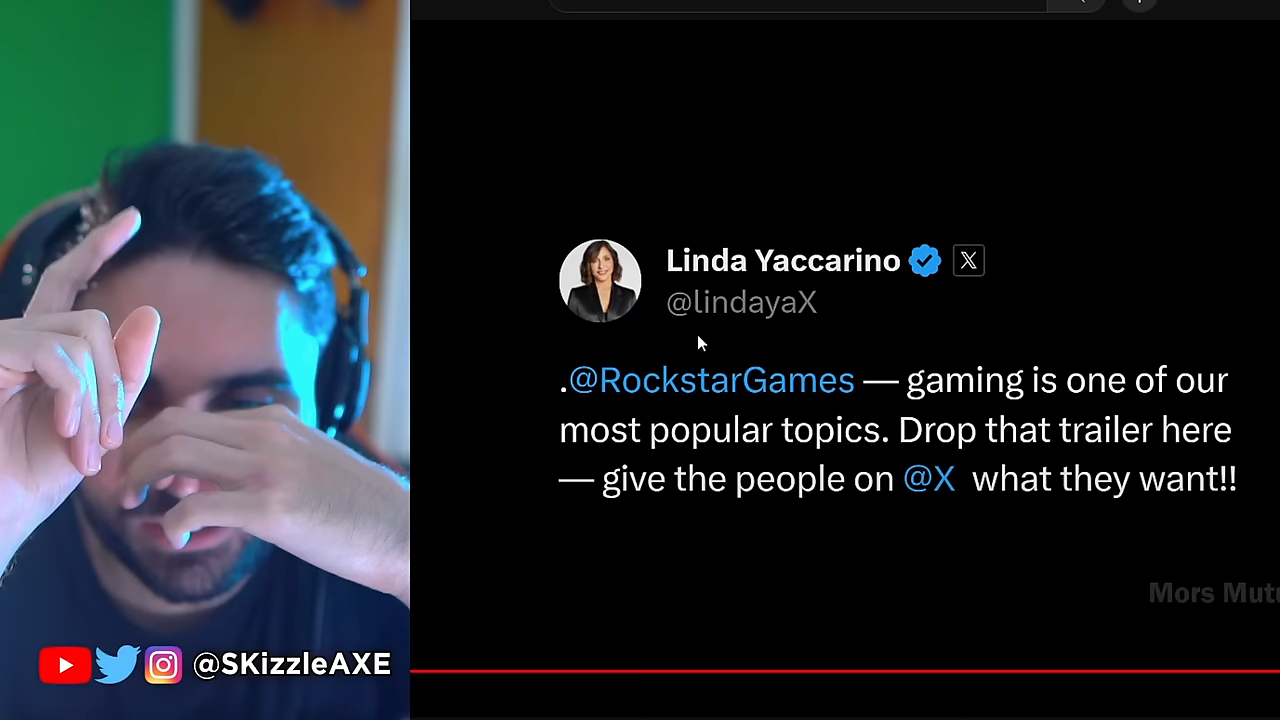 Linda Yaccarino
@lindayaX
.@RockstarGames — gaming is one of our
most popular topics. Drop that trailer here
— give the people on @X what they want!!
Mors
@SKizzleAXE